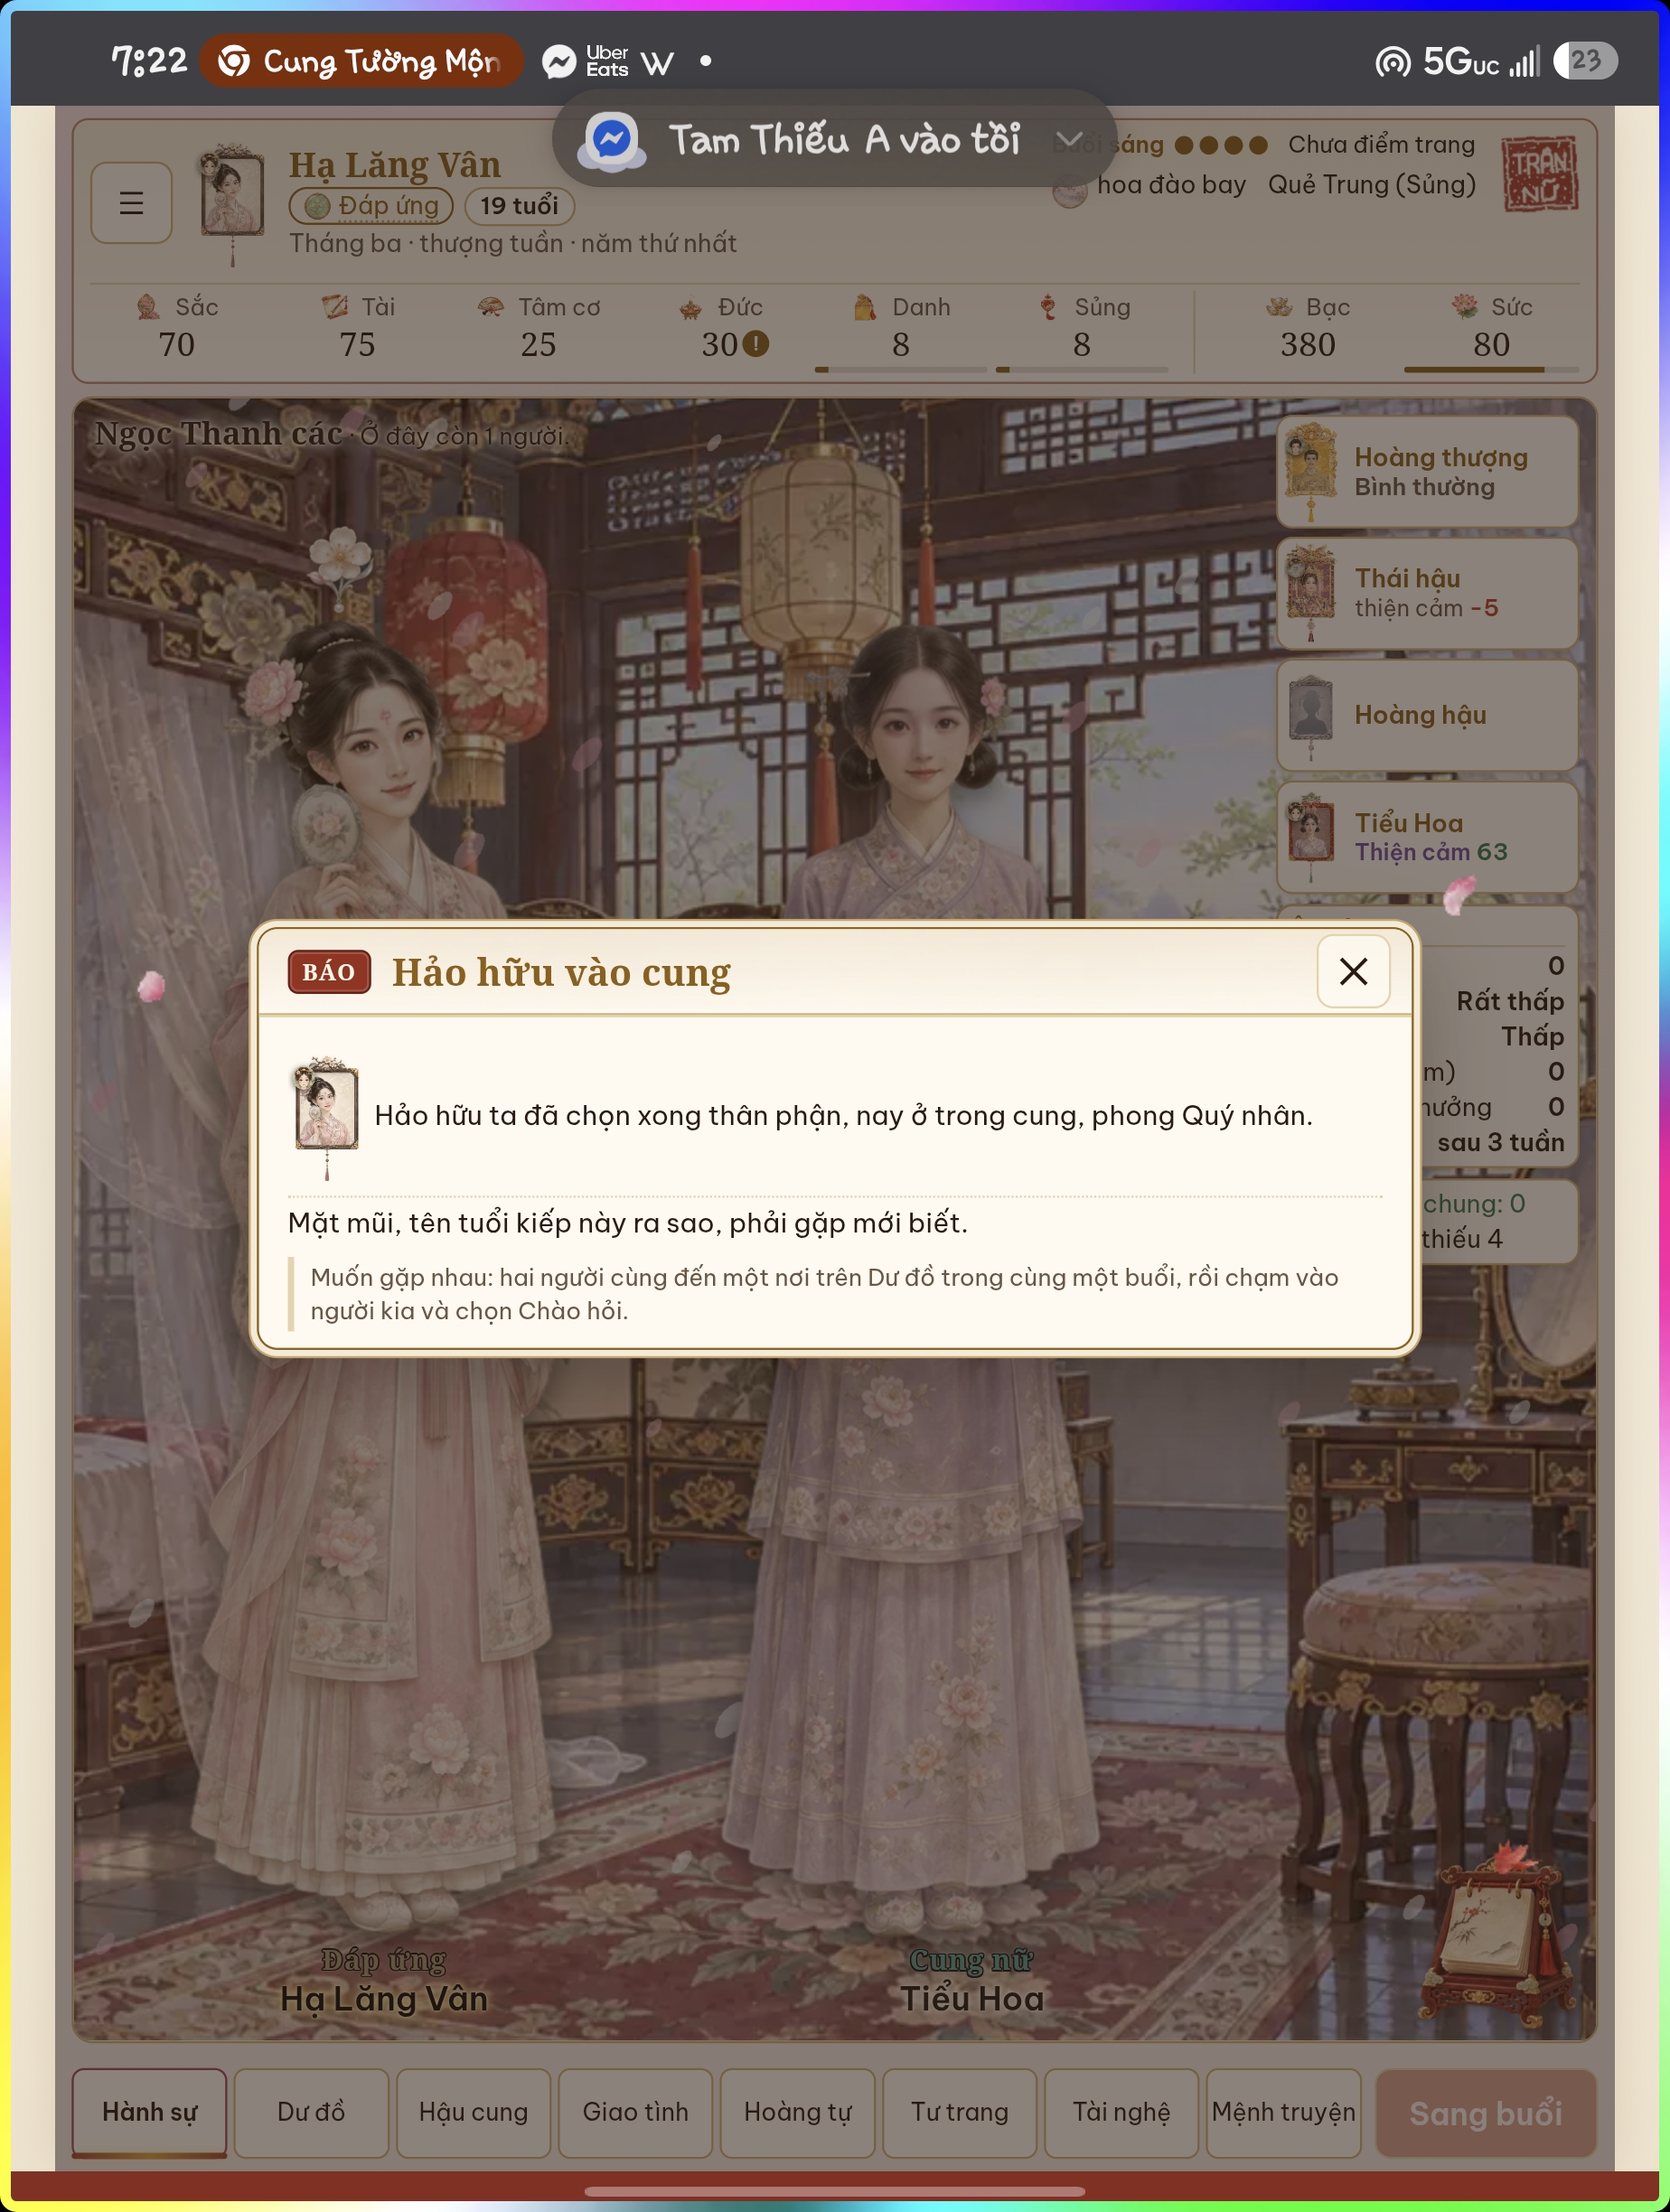 7:22
Cung Tường Mộn
Uber Eats
W
5GUC
23
Tam Thiếu A vào tồi
Hạ Lăng Vân
Đáp ứng
19 tuổi
Tháng ba · thượng tuần · năm thứ nhất
sáng
Chưa điểm trang
hoa đào bay
Quẻ Trung (Sủng)
TRÂN NỮ
Sắc
Tài
Tâm cơ
Đức
Danh
Sủng
Bạc
Sức
70
75
25
30 !
8
8
380
80
Ngọc Thanh các · Ở đây còn 1 người.
Hoàng thượng
Bình thường
Thái hậu
thiện cảm -5
Hoàng hậu
Tiểu Hoa
Thiện cảm 63
BÁO
Hảo hữu vào cung
Hảo hữu ta đã chọn xong thân phận, nay ở trong cung, phong Quý nhân.
Mặt mũi, tên tuổi kiếp này ra sao, phải gặp mới biết.
Muốn gặp nhau: hai người cùng đến một nơi trên Dư đồ trong cùng một buổi, rồi chạm vào
người kia và chọn Chào hỏi.
0
Rất thấp
Thấp
m) 0
hưởng 0
sau 3 tuần
chung: 0
thiếu 4
Đáp ứng
Hạ Lăng Vân
Cung nữ
Tiểu Hoa
Hành sự
Dư đồ
Hậu cung
Giao tình
Hoàng tự
Tư trang
Tài nghệ
Mệnh truyện
Sang buổi